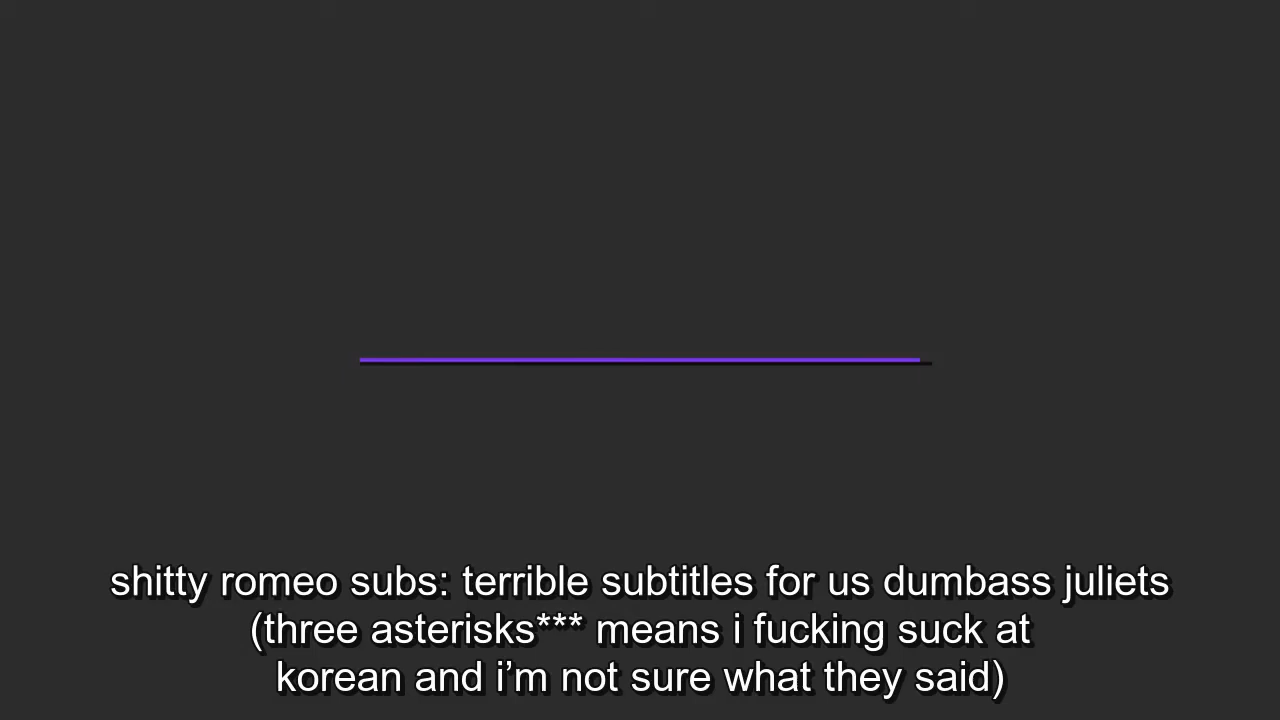 shitty romeo subs: terrible subtitles for us dumbass juliets
(three asterisks*** means i fucking suck at
korean and i’m not sure what they said)